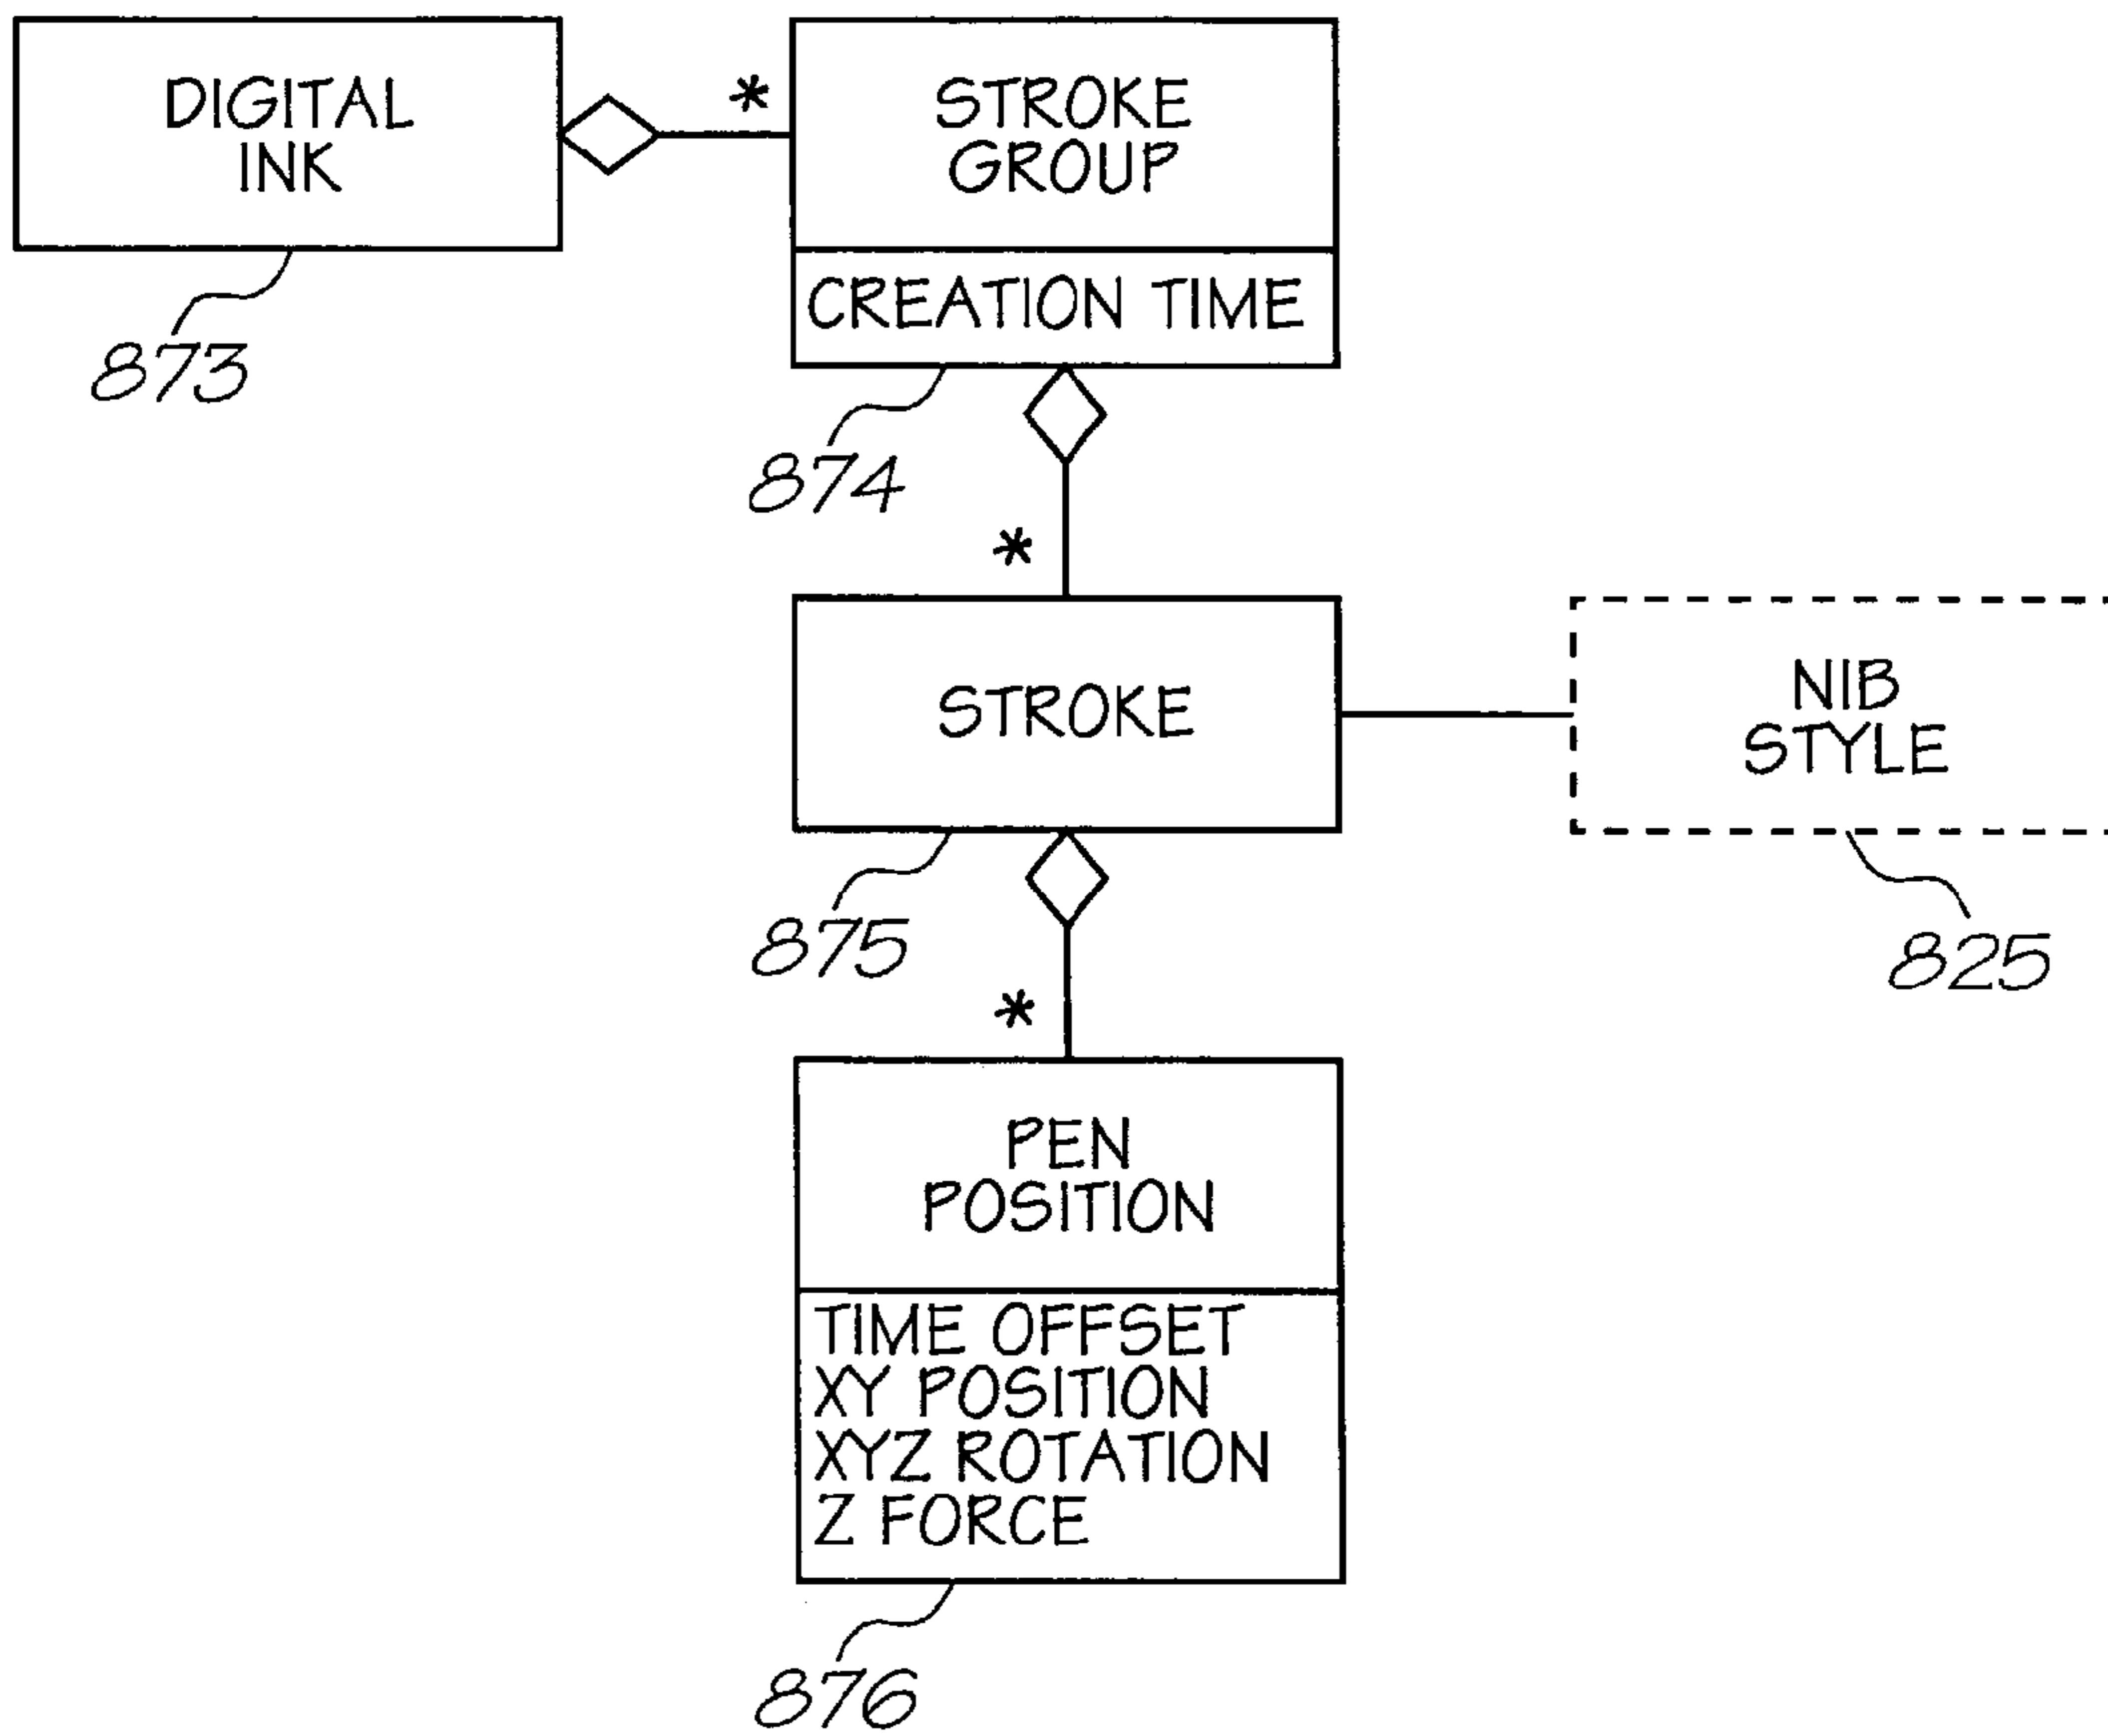 DIGITAL
INK
*
STROKE
GROUP
CREATION TIME
873
874
*
STROKE
NIB
STYLE
875
825
*
PEN
POSITION
TIME OFFSET
XY POSITION
XYZ ROTATION
Z FORCE
876